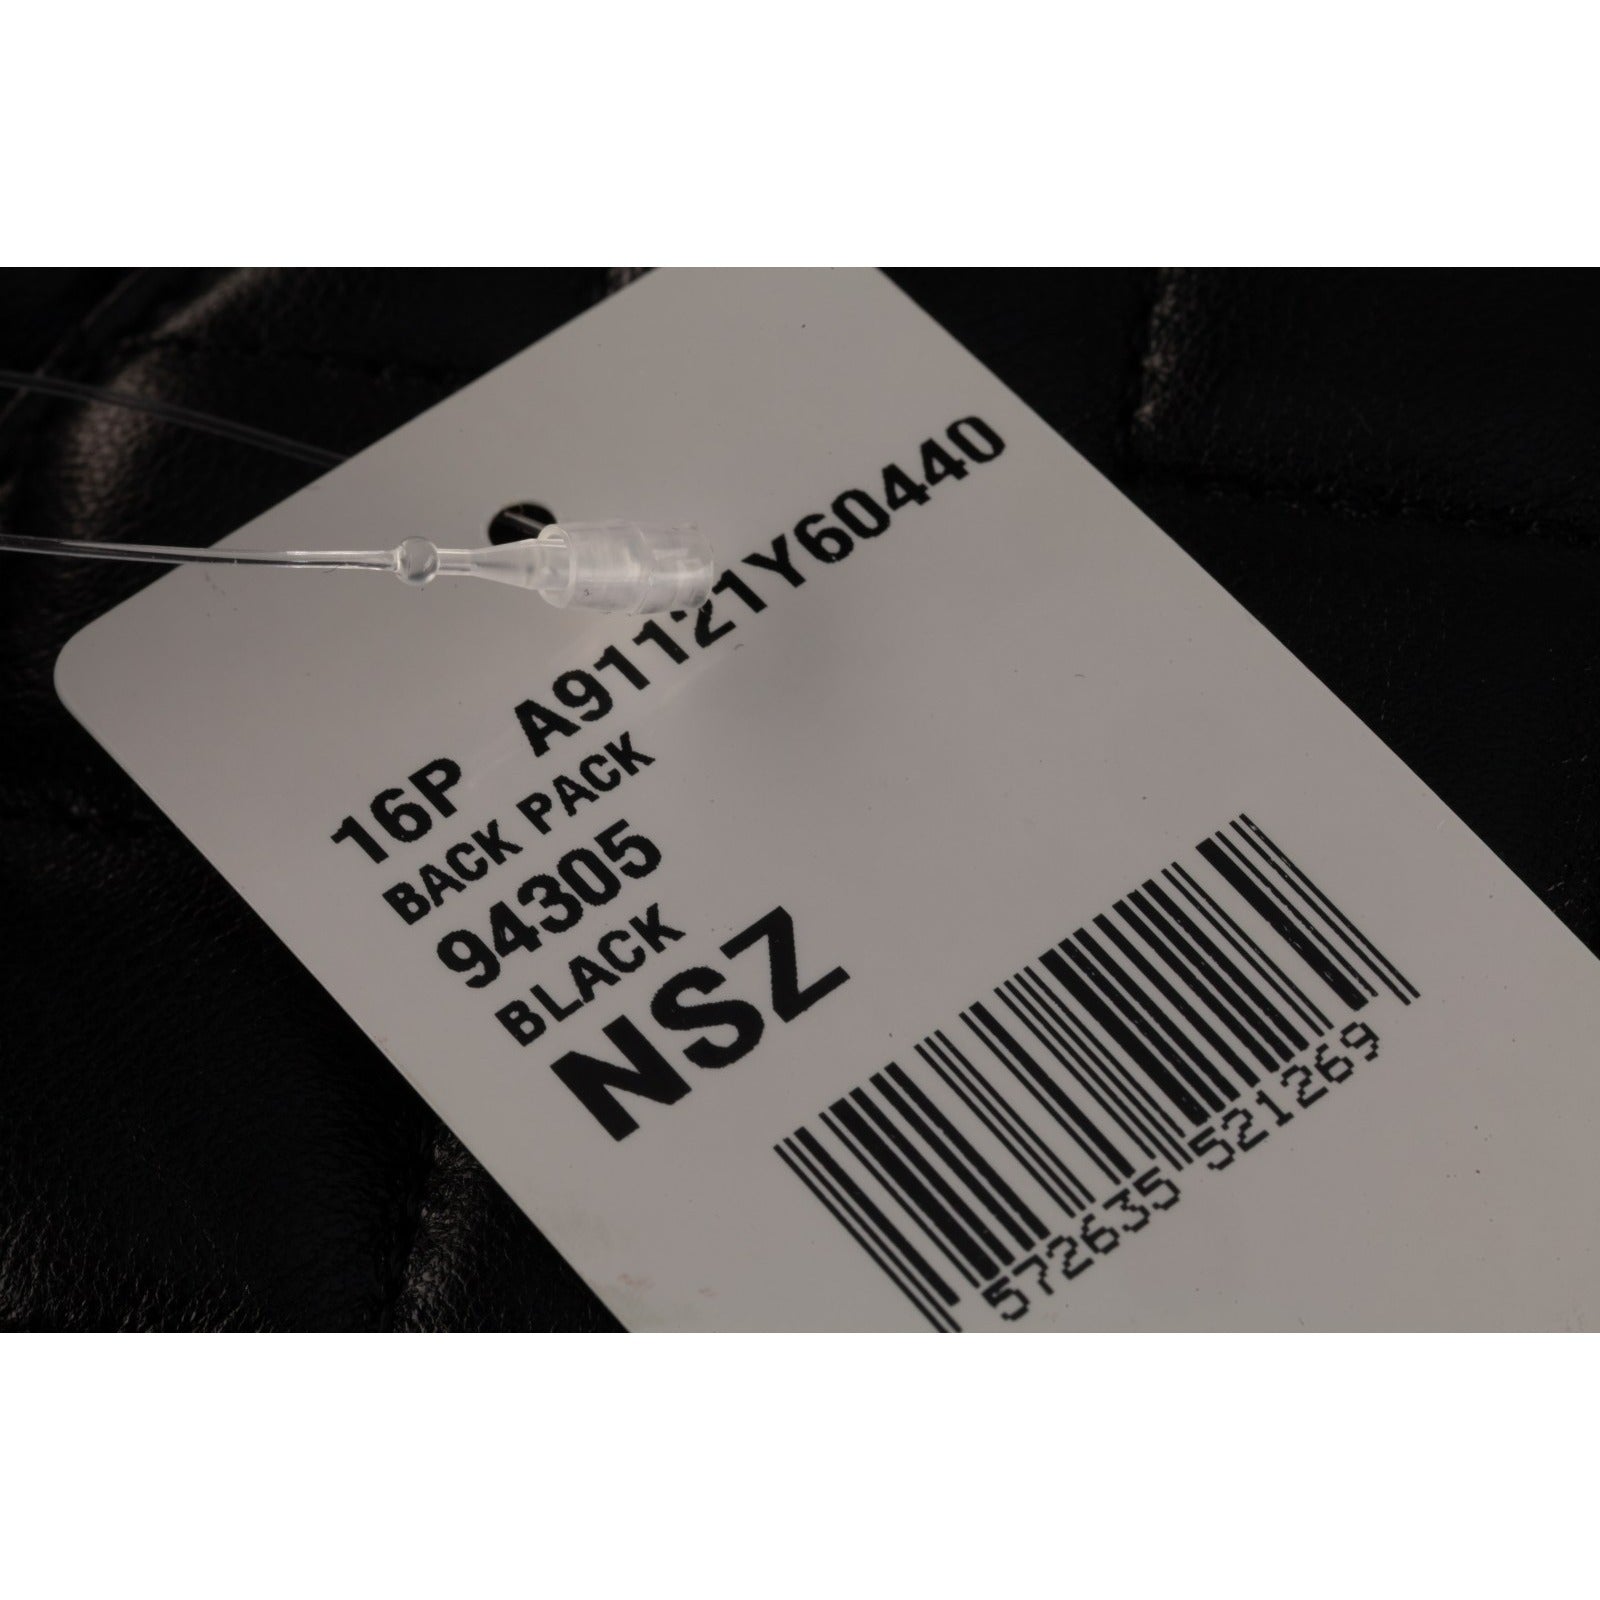 16P A91121Y60440
BACK PACK
94305
BLACK
NSZ
572635 521269